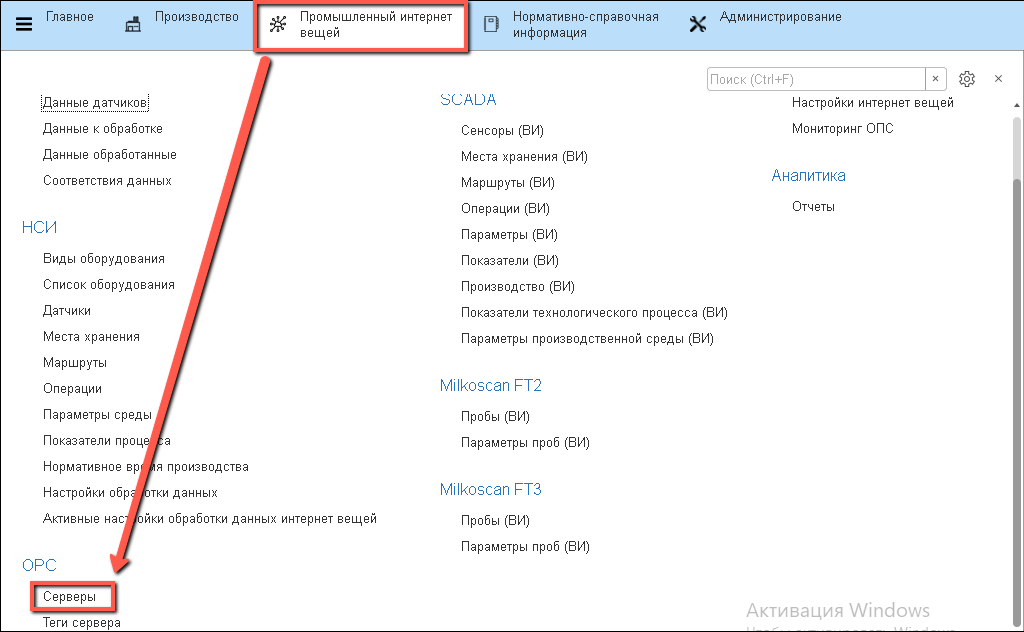 Главное
Производство
Промышленный интернет
вещей
Нормативно-справочная
информация
Администрирование
Поиск (Ctrl+F)
Данные датчиков
Данные к обработке
Данные обработанные
Соответствия данных
НСИ
Виды оборудования
Список оборудования
Датчики
Места хранения
Маршруты
Операции
Параметры среды
Показатели процесса
Нормативное время производства
Настройки обработки данных
Активные настройки обработки данных интернет вещей
ОРС
Серверы
Теги сервера
SCADA
Сенсоры (ВИ)
Места хранения (ВИ)
Маршруты (ВИ)
Операции (ВИ)
Параметры (ВИ)
Показатели (ВИ)
Производство (ВИ)
Показатели технологического процесса (ВИ)
Параметры производственной среды (ВИ)
Milkoscan FT2
Пробы (ВИ)
Параметры проб (ВИ)
Milkoscan FT3
Пробы (ВИ)
Параметры проб (ВИ)
Настройки интернет вещей
Мониторинг ОПС
Аналитика
Отчеты
Активация Windows
Чтобы активировать Windows